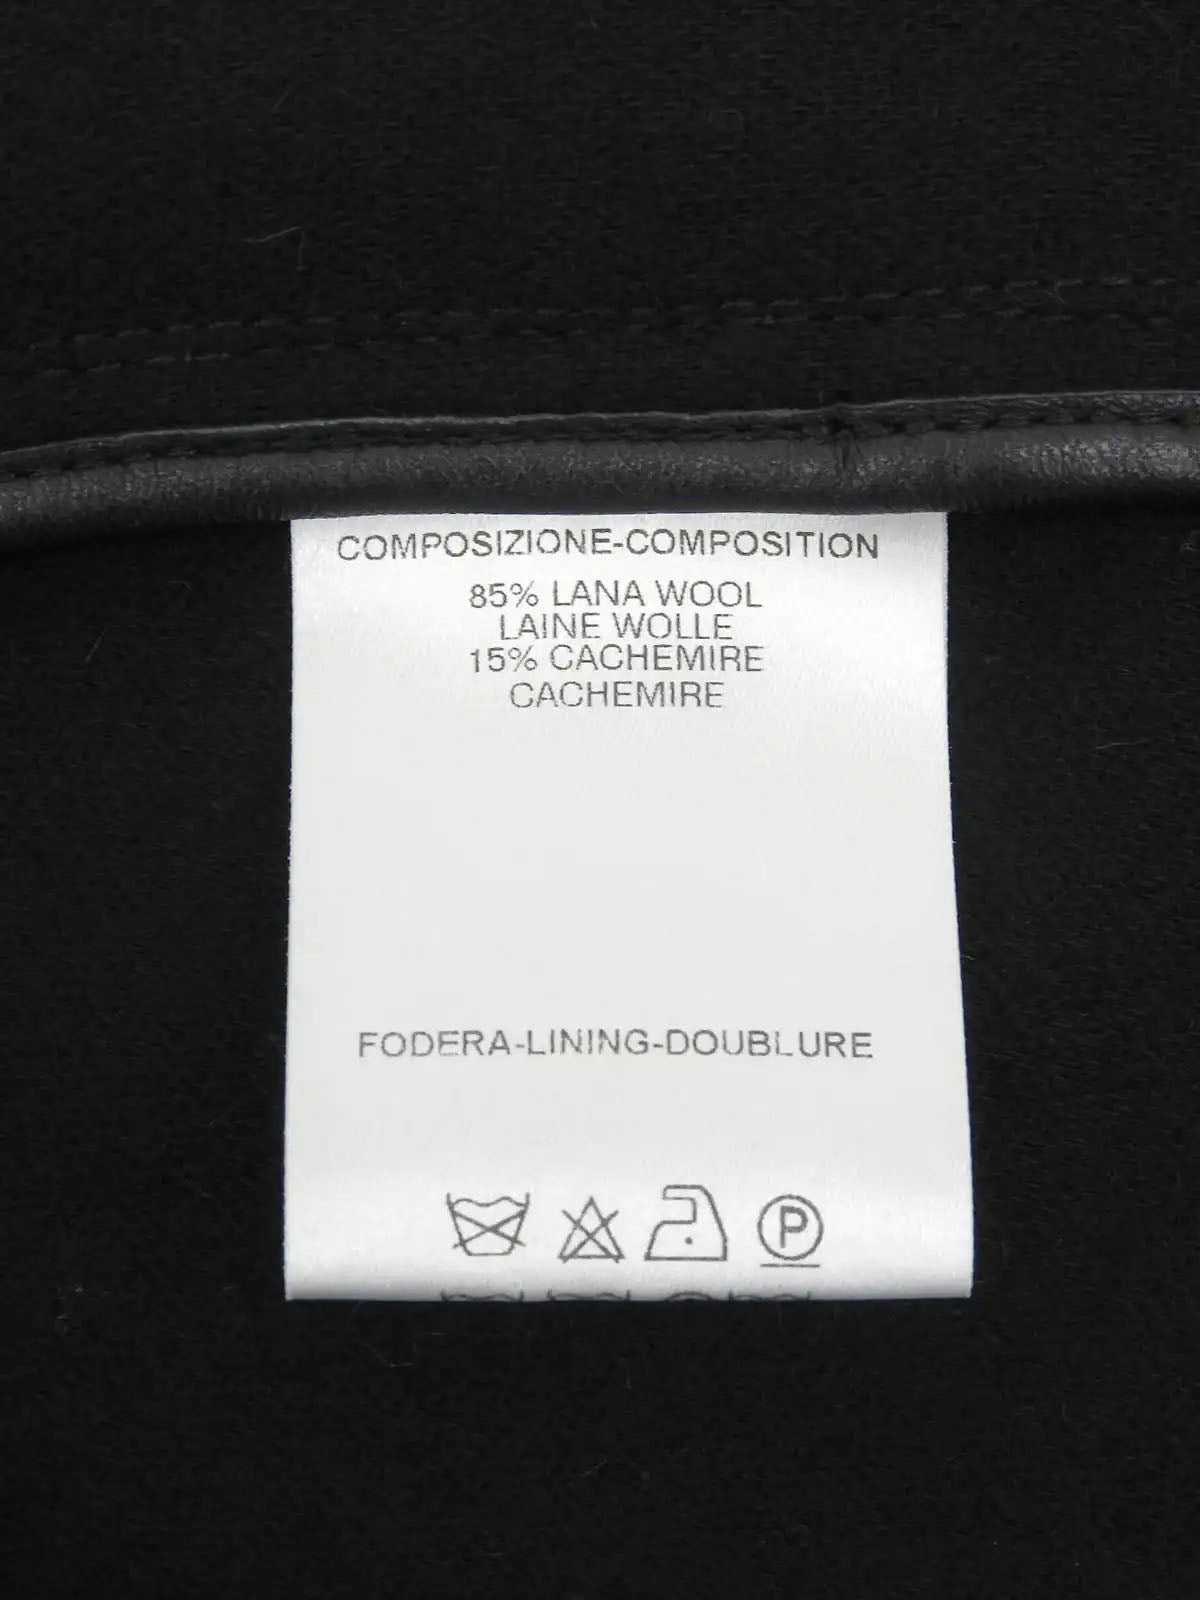 COMPOSIZIONE-COMPOSITION
85% LANA WOOL
LAINE WOLLE
15% CACHEMIRE
CACHEMIRE
FODERA-LINING-DOUBLURE
P